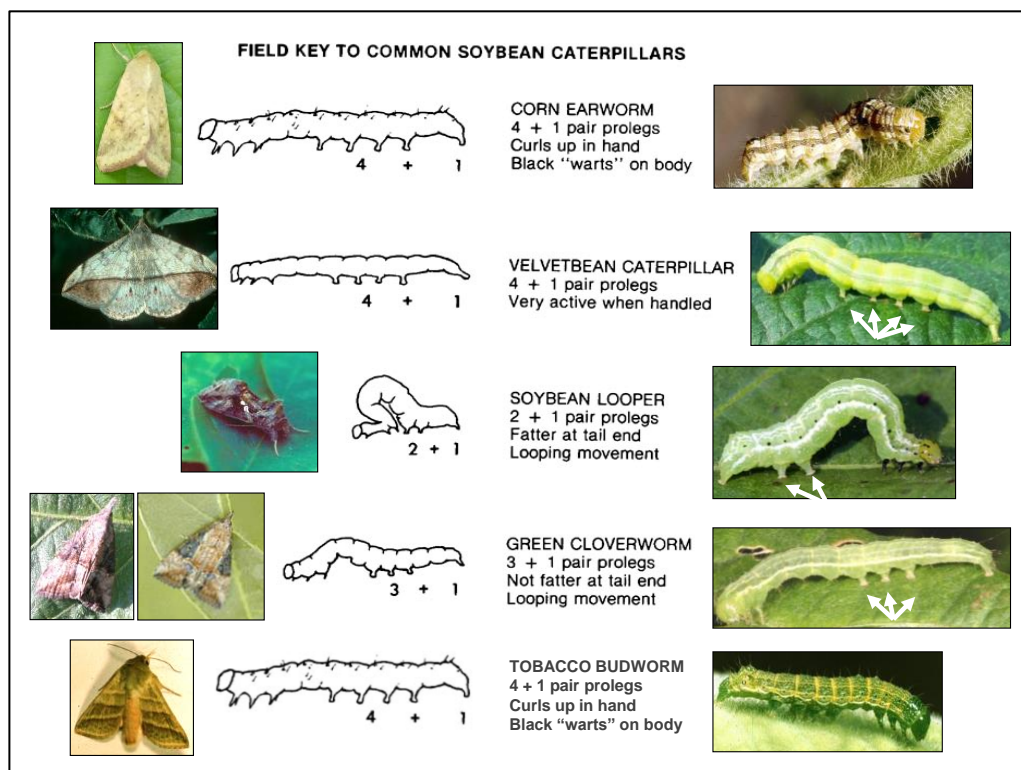 FIELD KEY TO COMMON SOYBEAN CATERPILLARS
CORN EARWORM
4 + 1 pair prolegs
Curls up in hand
Black “warts” on body
4 + 1
VELVETBEAN CATERPILLAR
4 + 1 pair prolegs
Very active when handled
4 + 1
SOYBEAN LOOPER
2 + 1 pair prolegs
Fatter at tail end
Looping movement
2 + 1
GREEN CLOVERWORM
3 + 1 pair prolegs
Not fatter at tail end
Looping movement
3 + 1
TOBACCO BUDWORM
4 + 1 pair prolegs
Curls up in hand
Black “warts” on body
4 + 1